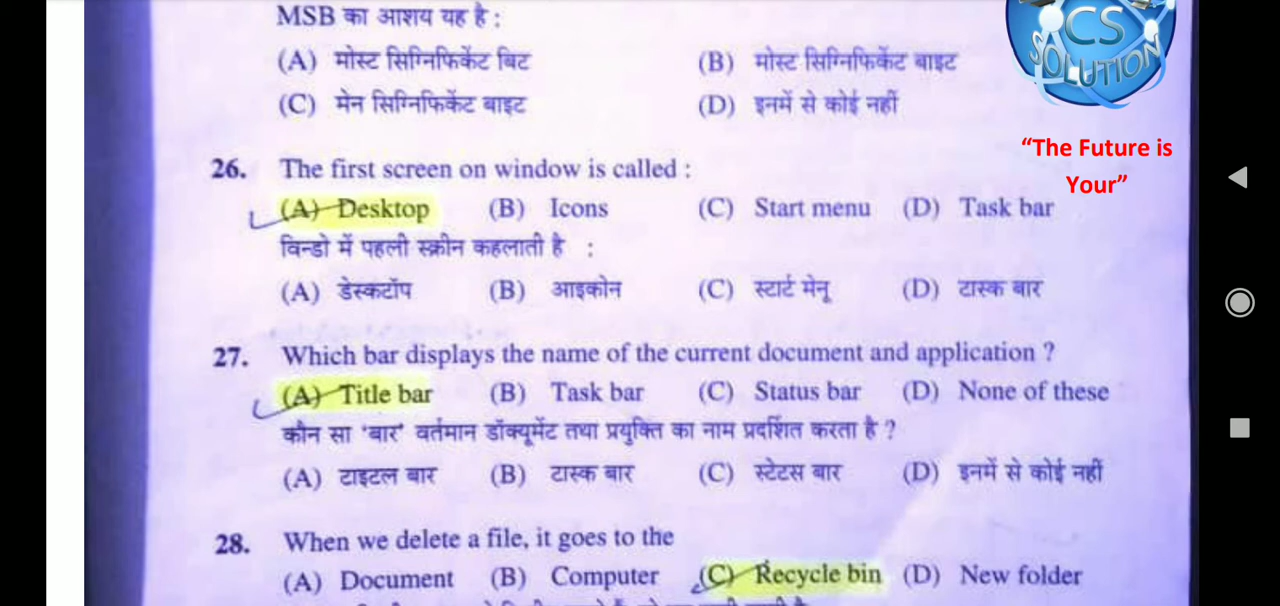 MSB का आशय यह है :
(A) मोस्ट सिग्निफिकेंट बिट (B) मोस्ट सिग्निफिकेंट बाइट
(C) मेन सिग्निफिकेंट बाइट (D) इनमें से कोई नहीं
CS
SOLUTION
“The Future is
Your”
26. The first screen on window is called :
(A) Desktop (B) Icons (C) Start menu (D) Task bar
विन्डो में पहली स्क्रीन कहलाती है :
(A) डेस्कटॉप (B) आइकोन (C) स्टार्ट मेनू (D) टास्क बार
27. Which bar displays the name of the current document and application ?
(A) Title bar (B) Task bar (C) Status bar (D) None of these
कौन सा 'बार' वर्तमान डॉक्यूमेंट तथा प्रयुक्ति का नाम प्रदर्शित करता है ?
(A) टाइटल बार (B) टास्क बार (C) स्टेटस बार (D) इनमें से कोई नहीं
28. When we delete a file, it goes to the
(A) Document (B) Computer (C) Recycle bin (D) New folder